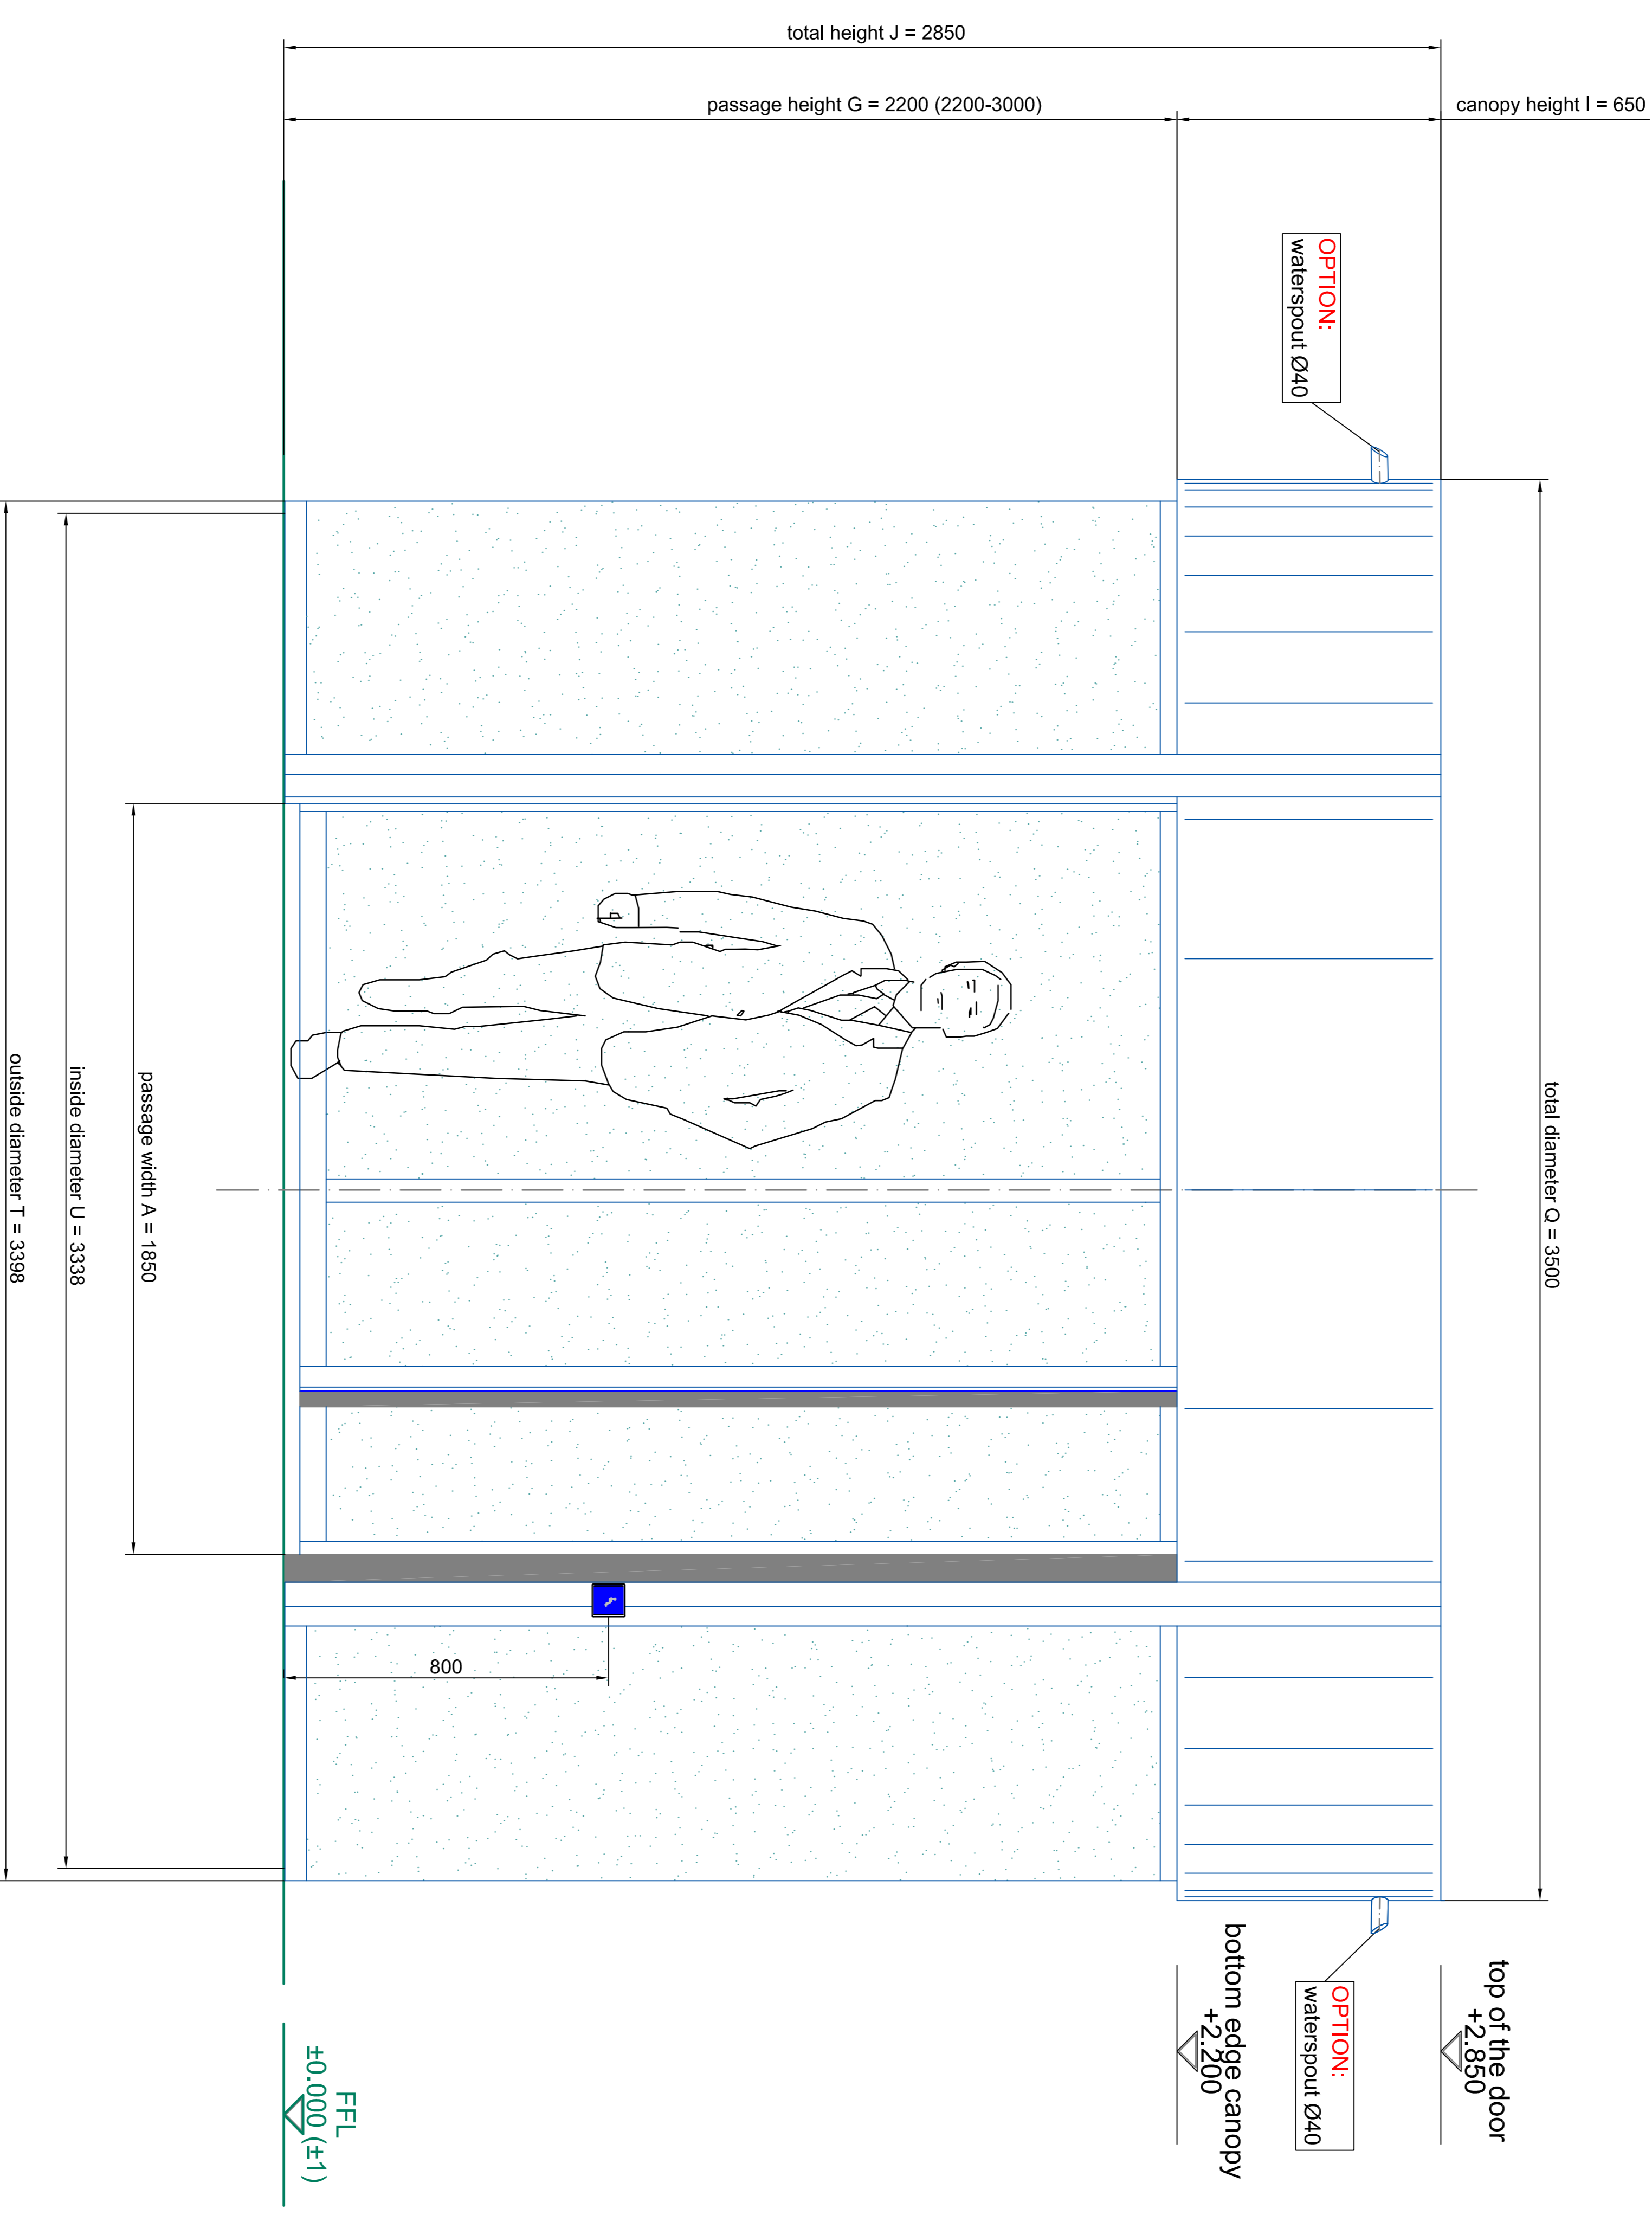 total height J = 2850
passage height G = 2200 (2200-3000)
canopy height I = 650
OPTION:
waterspout Ø40
total diameter Q = 3500
top of the door
+2.850
OPTION:
waterspout Ø40
bottom edge canopy
+2.200
800
FFL
±0.000 (±1)
passage width A = 1850
inside diameter U = 3338
outside diameter T = 3398